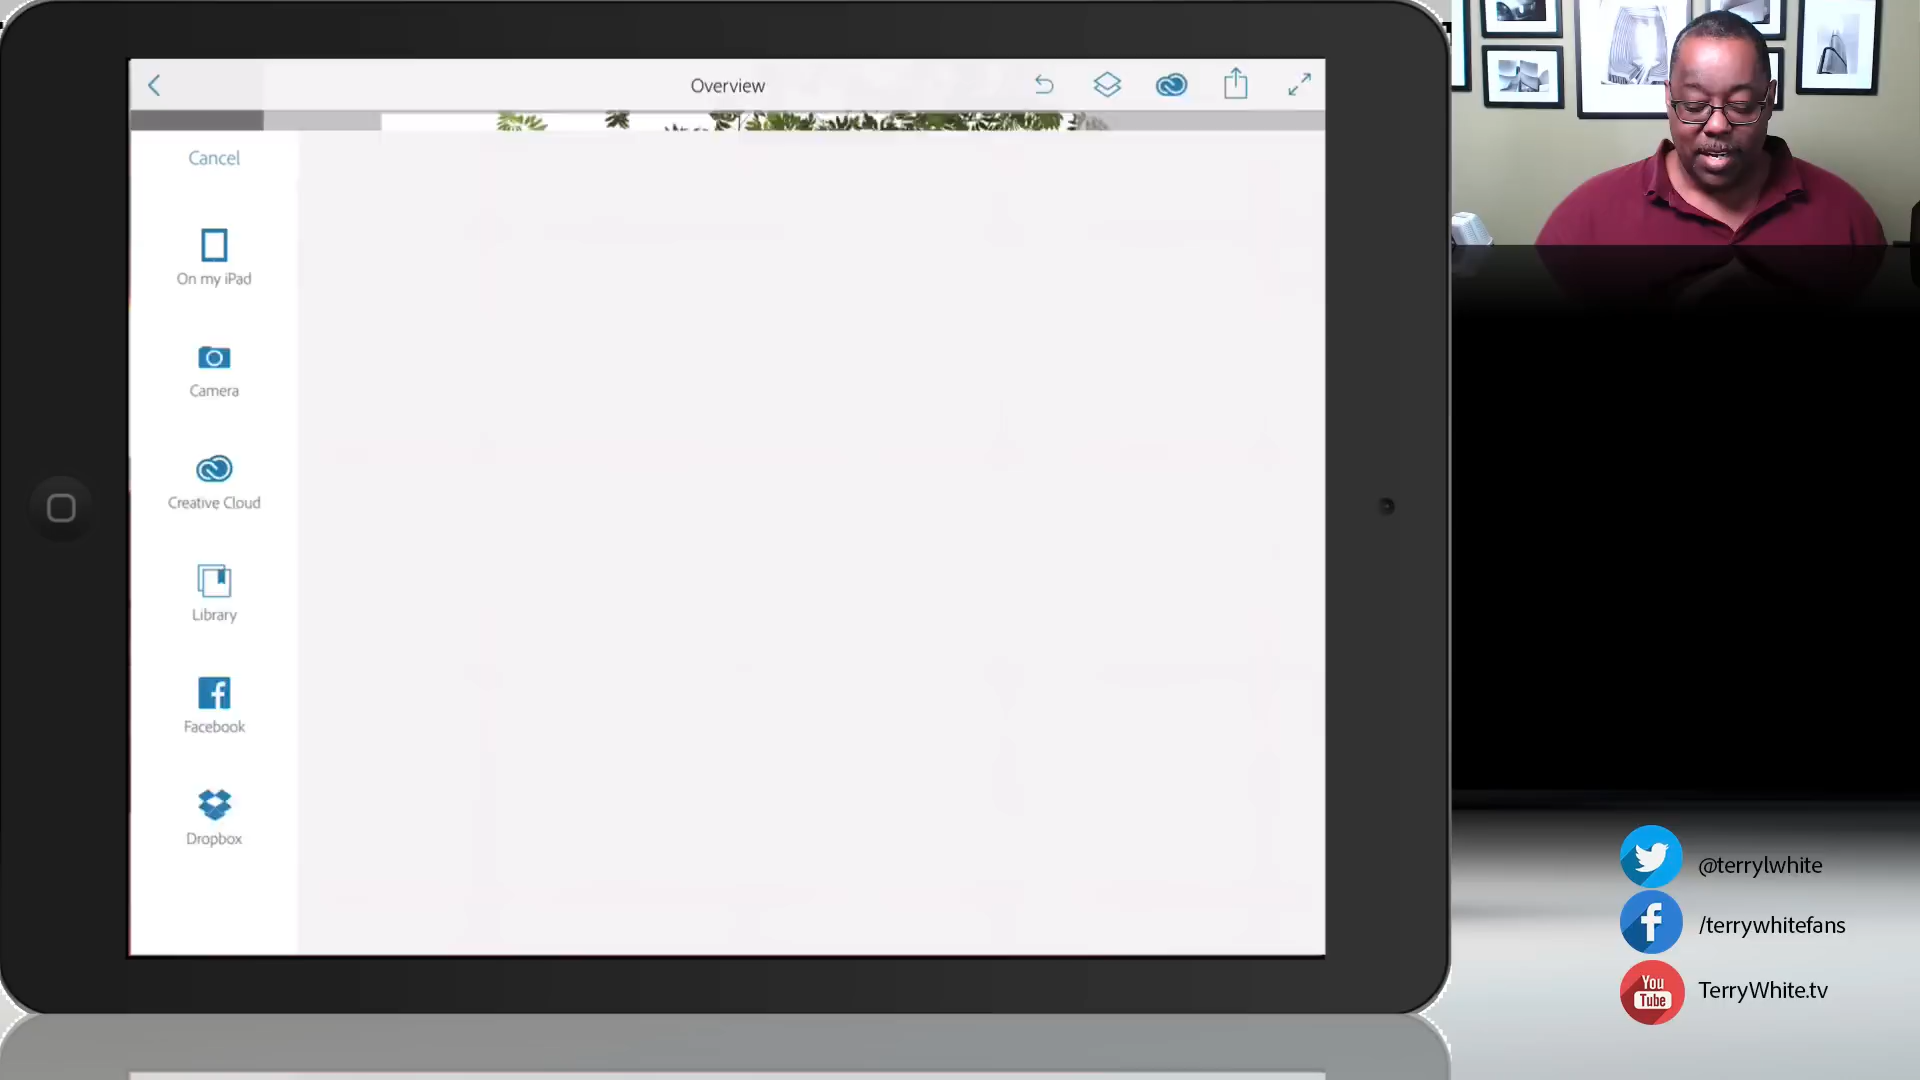 Overview
Cancel
On my iPad
Camera
Creative Cloud
Library
Facebook
Dropbox
@terrylwhite
/terrywhitefans
You
Tube
TerryWhite.tv